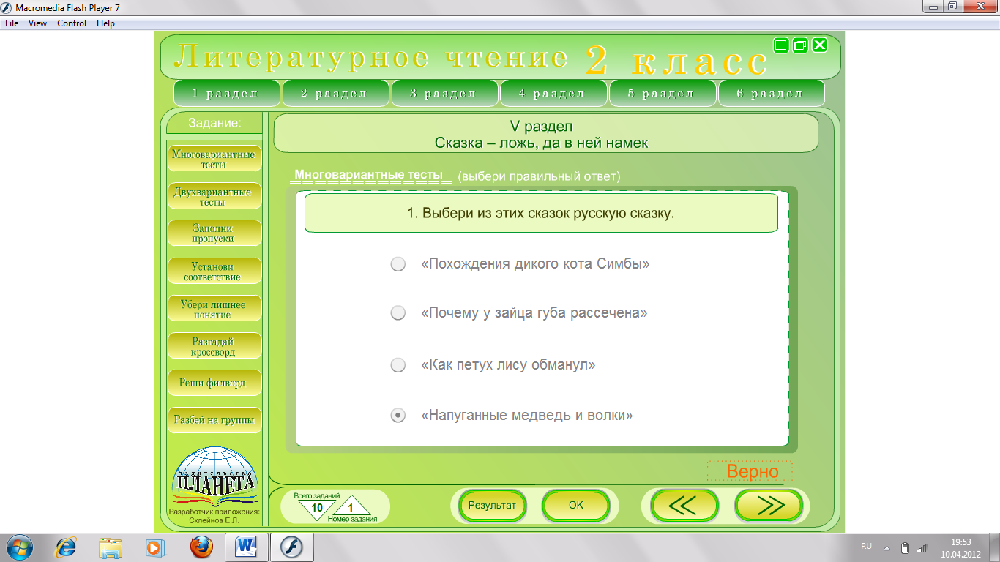 Macromedia Flash Player 7
File View Control Help
Литературное чтение 2 класс
1 раздел 2 раздел 3 раздел 4 раздел 5 раздел 6 раздел
Задание:
Многовариантные
тесты
Двухвариантные
тесты
Заполни
пропуски
Установи
соответствие
Убери лишнее
понятие
Разгадай
кроссворд
Реши филворд
Разбей на группы
издательство
ПЛАНЕТА
Разработчик приложения:
Склейнов Е.Л.
V раздел
Сказка – ложь, да в ней намек
Многовариантные тесты (выбери правильный ответ)
1. Выбери из этих сказок русскую сказку.
«Похождения дикого кота Симбы»
«Почему у зайца губа рассечена»
«Как петух лису обманул»
«Напуганные медведь и волки»
Верно
Всего заданий
10 1
Номер задания
Результат OK
RU
19:53
10.04.2012